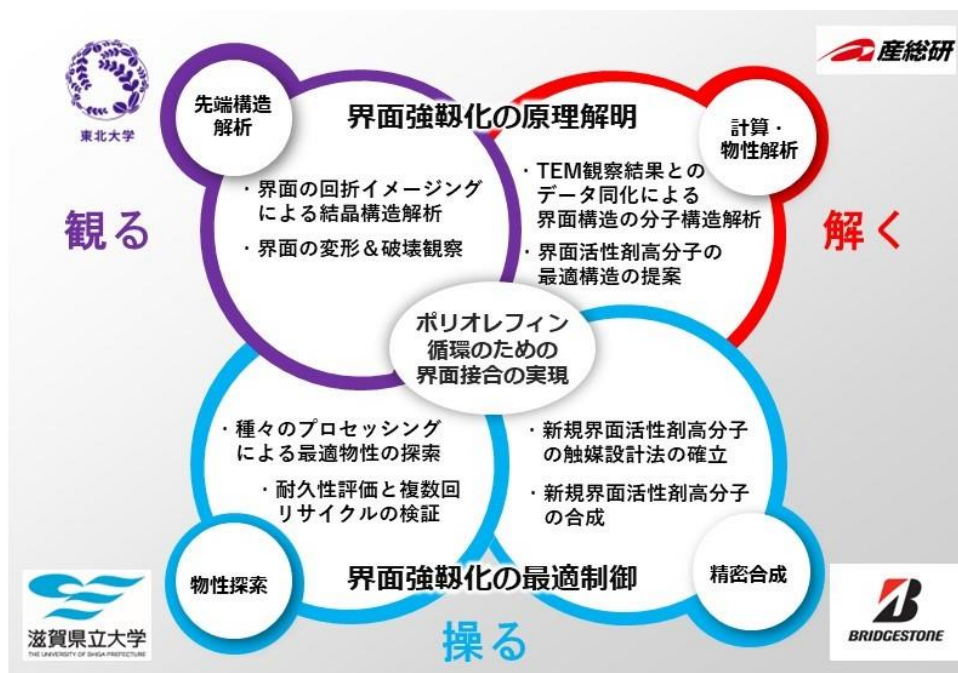 東北大学
先端構造
解析
界面強靱化の原理解明
産総研
計算・
物性解析
観る
・界面の回折イメージング
による結晶構造解析
・界面の変形＆破壊観察
・TEM観察結果との
データ同化による
界面構造の分子構造解析
・界面活性剤高分子の
最適構造の提案
解く
ポリオレフィン
循環のための
界面接合の実現
・種々のプロセッシング
による最適物性の探索
・耐久性評価と複数回
リサイクルの検証
・新規界面活性剤高分子
の触媒設計法の確立
・新規界面活性剤高分子
の合成
物性探索
界面強靱化の最適制御
精密合成
滋賀県立大学
THE UNIVERSITY OF SHIGA PREFECTURE
操る
BRIDGESTONE